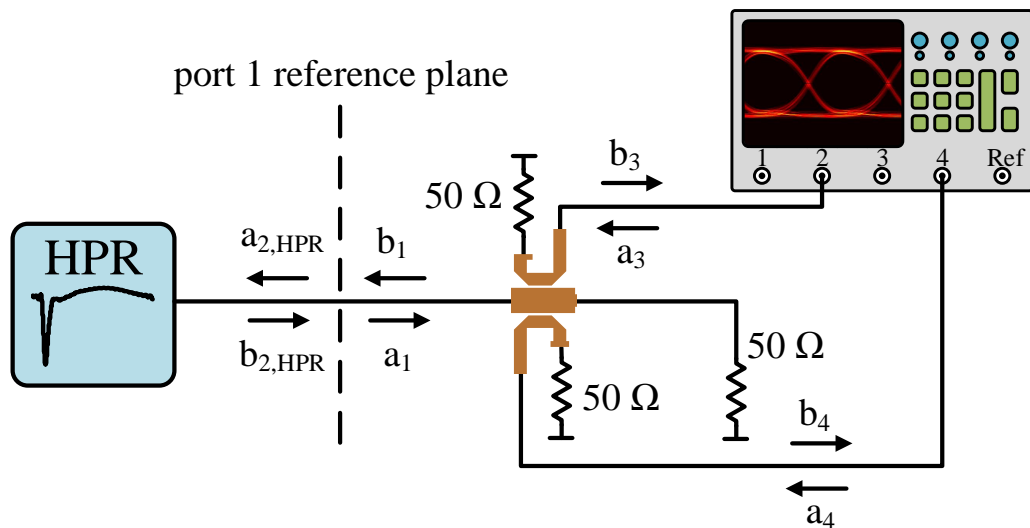 port 1 reference plane
1 2 3 4 Ref
b3
50 Ω
a3
HPR
a2,HPR
b1
b2,HPR
a1
50 Ω
50 Ω
b4
a4